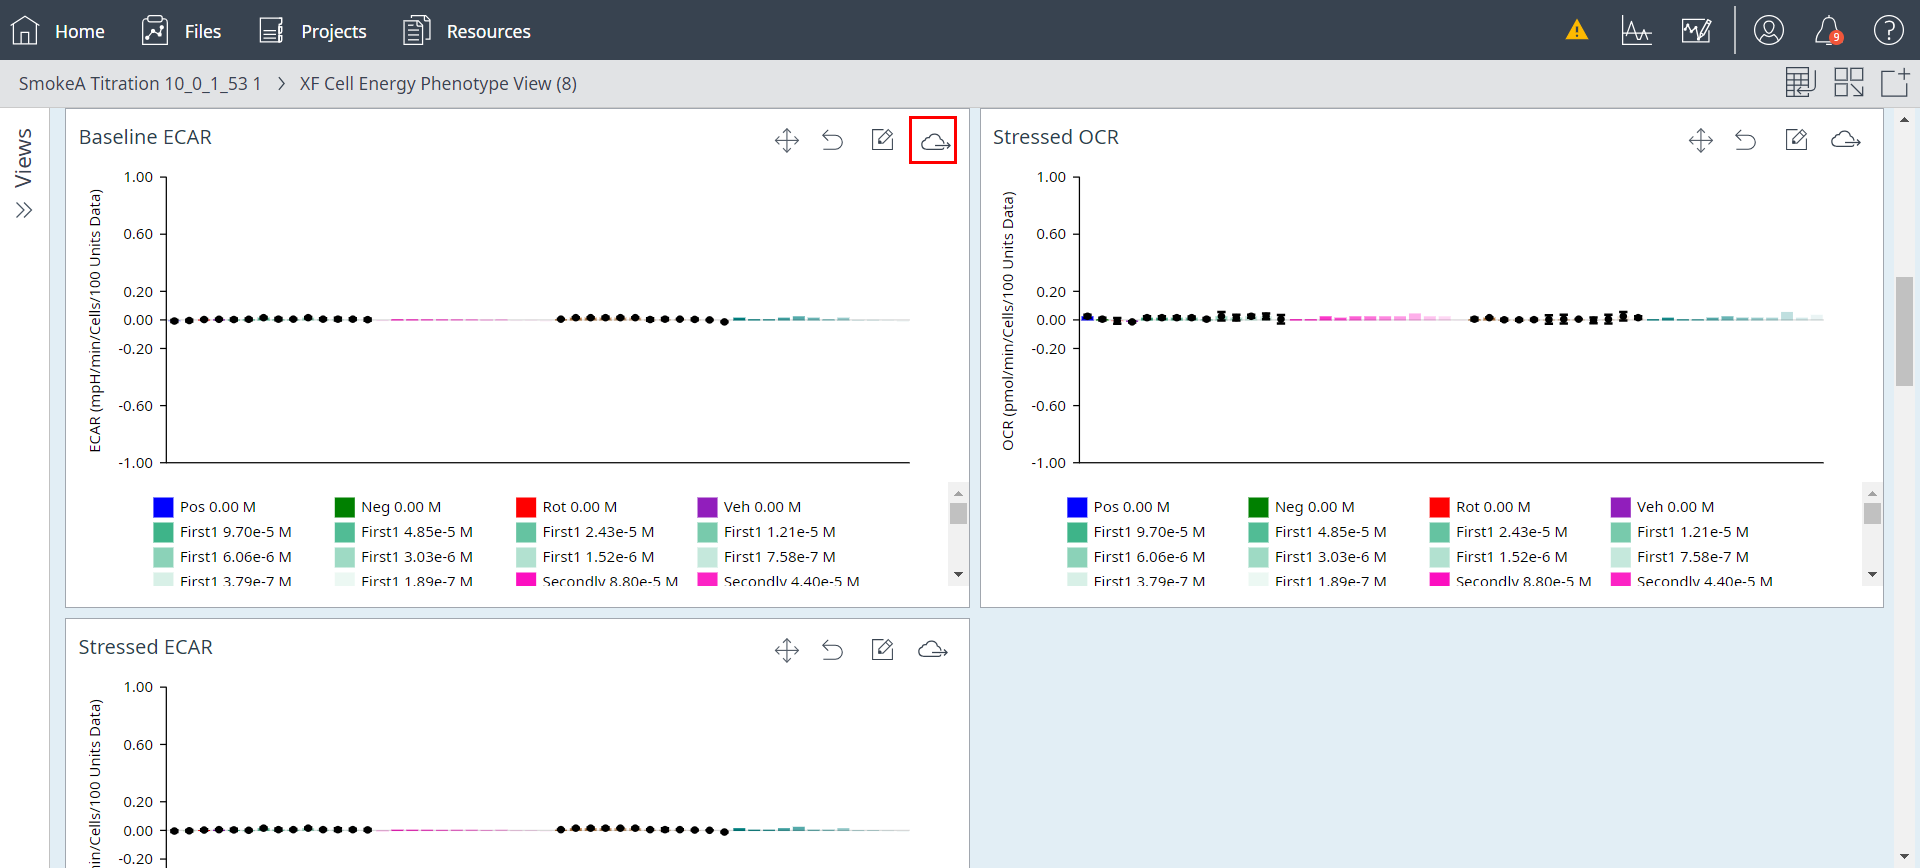 Home Files Projects Resources 9
SmokeA Titration 10_0_1_53 1 > XF Cell Energy Phenotype View (8)
Views
Baseline ECAR
ECAR (mpH/min/Cells/100 Units Data)
1.00
0.60
0.20
0.00
-0.20
-0.60
-1.00
Pos 0.00 M Neg 0.00 M Rot 0.00 M Veh 0.00 M
First1 9.70e-5 M First1 4.85e-5 M First1 2.43e-5 M First1 1.21e-5 M
First1 6.06e-6 M First1 3.03e-6 M First1 1.52e-6 M First1 7.58e-7 M
First1 3.79e-7 M First1 1.89e-7 M Secondly 8.80e-5 M Secondly 4.40e-5 M
Stressed OCR
OCR (pmol/min/Cells/100 Units Data)
1.00
0.60
0.20
0.00
-0.20
-0.60
-1.00
Pos 0.00 M Neg 0.00 M Rot 0.00 M Veh 0.00 M
First1 9.70e-5 M First1 4.85e-5 M First1 2.43e-5 M First1 1.21e-5 M
First1 6.06e-6 M First1 3.03e-6 M First1 1.52e-6 M First1 7.58e-7 M
First1 3.79e-7 M First1 1.89e-7 M Secondly 8.80e-5 M Secondly 4.40e-5 M
Stressed ECAR
in/Cells/100 Units Data)
1.00
0.60
0.20
0.00
-0.20